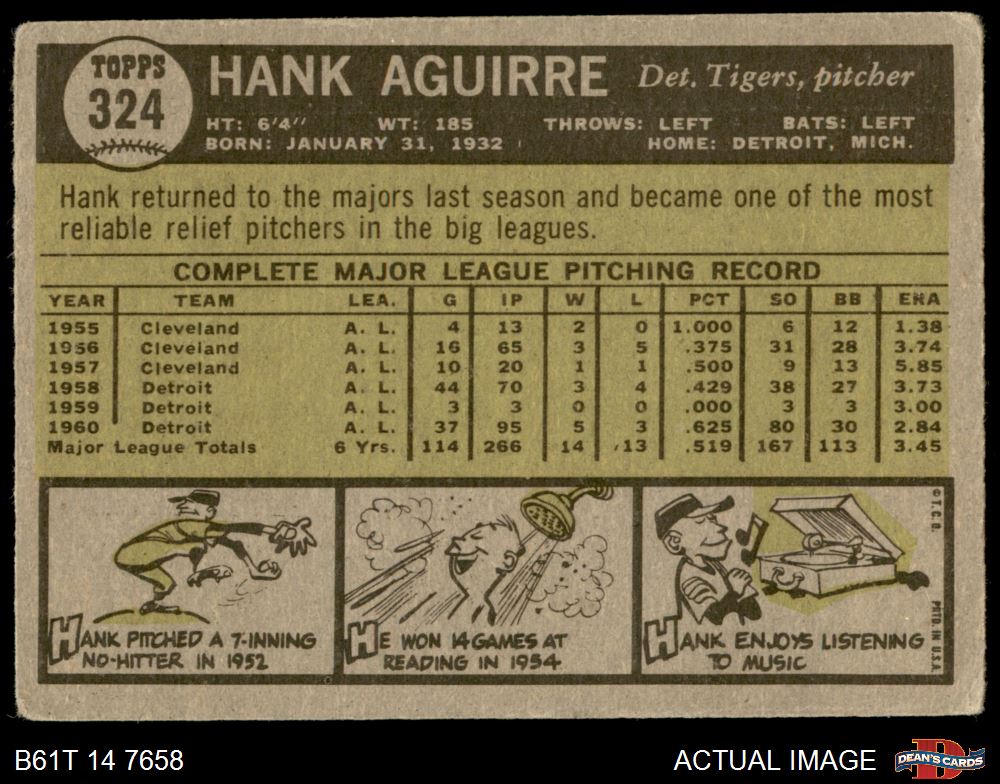 TOPPS
324
HANK AGUIRRE Det. Tigers, pitcher
HT: 6'4" WT: 185 THROWS: LEFT BATS: LEFT
BORN: JANUARY 31, 1932 HOME: DETROIT, MICH.
Hank returned to the majors last season and became one of the most
reliable relief pitchers in the big leagues.
COMPLETE MAJOR LEAGUE PITCHING RECORD
YEAR TEAM LEA. G IP W L PCT SO BB ERA
1955 Cleveland A. L. 4 13 2 0 1.000 6 12 1.38
1956 Cleveland A. L. 16 65 3 5 .375 31 28 3.74
1957 Cleveland A. L. 10 20 1 1 .500 9 13 5.85
1958 Detroit A. L. 44 70 3 4 .429 38 27 3.73
1959 Detroit A. L. 3 3 0 0 .000 3 3 3.00
1960 Detroit A. L. 37 95 5 3 .625 80 30 2.84
Major League Totals 6 Yrs. 114 266 14 13 .519 167 113 3.45
HANK PITCHED A 7-INNING
NO-HITTER IN 1952
HE WON 14 GAMES AT
READING IN 1954
HANK ENJOYS LISTENING
TO MUSIC
© T.C.G.
PRTD. IN U.S.A.
B61T 14 7658 ACTUAL IMAGE
DEAN'S CARDS